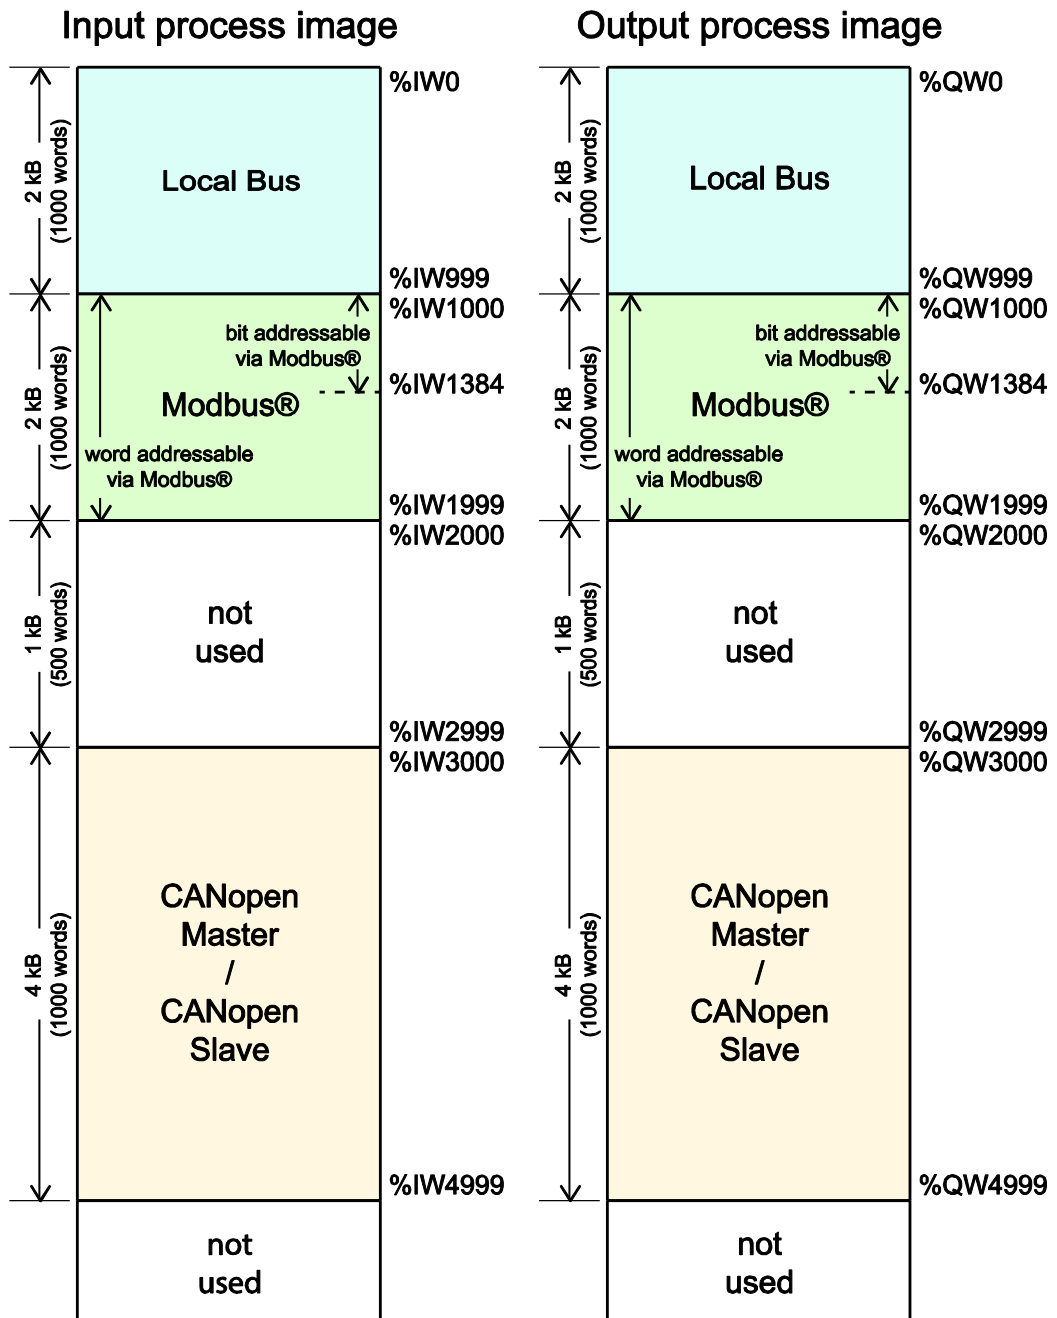 Input process image
%IW0
2 kB
(1000 words)
Local Bus
%IW999
%IW1000
bit addressable
via Modbus®
%IW1384
2 kB
(1000 words)
Modbus®
word addressable
via Modbus®
%IW1999
%IW2000
1 kB
(500 words)
not
used
%IW2999
%IW3000
4 kB
(1000 words)
CANopen
Master
/
CANopen
Slave
%IW4999
not
used
Output process image
%QW0
2 kB
(1000 words)
Local Bus
%QW999
%QW1000
bit addressable
via Modbus®
%QW1384
2 kB
(1000 words)
Modbus®
word addressable
via Modbus®
%QW1999
%QW2000
1 kB
(500 words)
not
used
%QW2999
%QW3000
4 kB
(1000 words)
CANopen
Master
/
CANopen
Slave
%QW4999
not
used